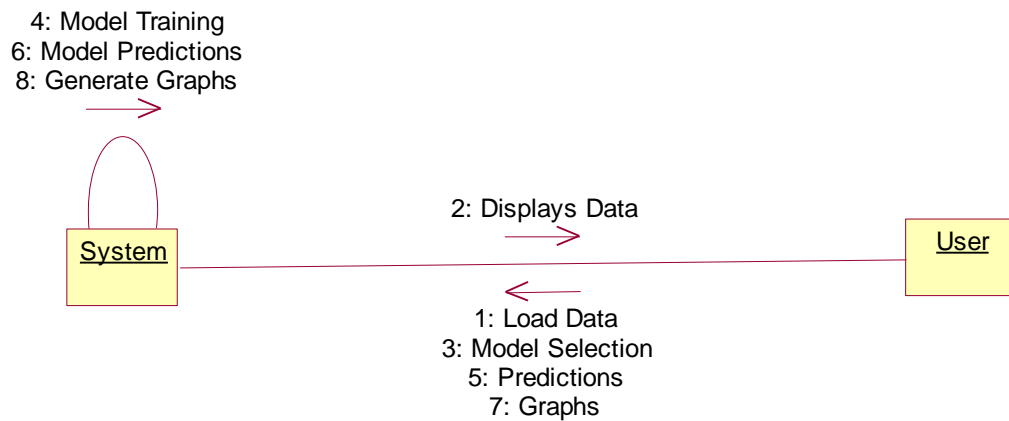 4: Model Training
6: Model Predictions
8: Generate Graphs
2: Displays Data
System
User
1: Load Data
3: Model Selection
5: Predictions
7: Graphs